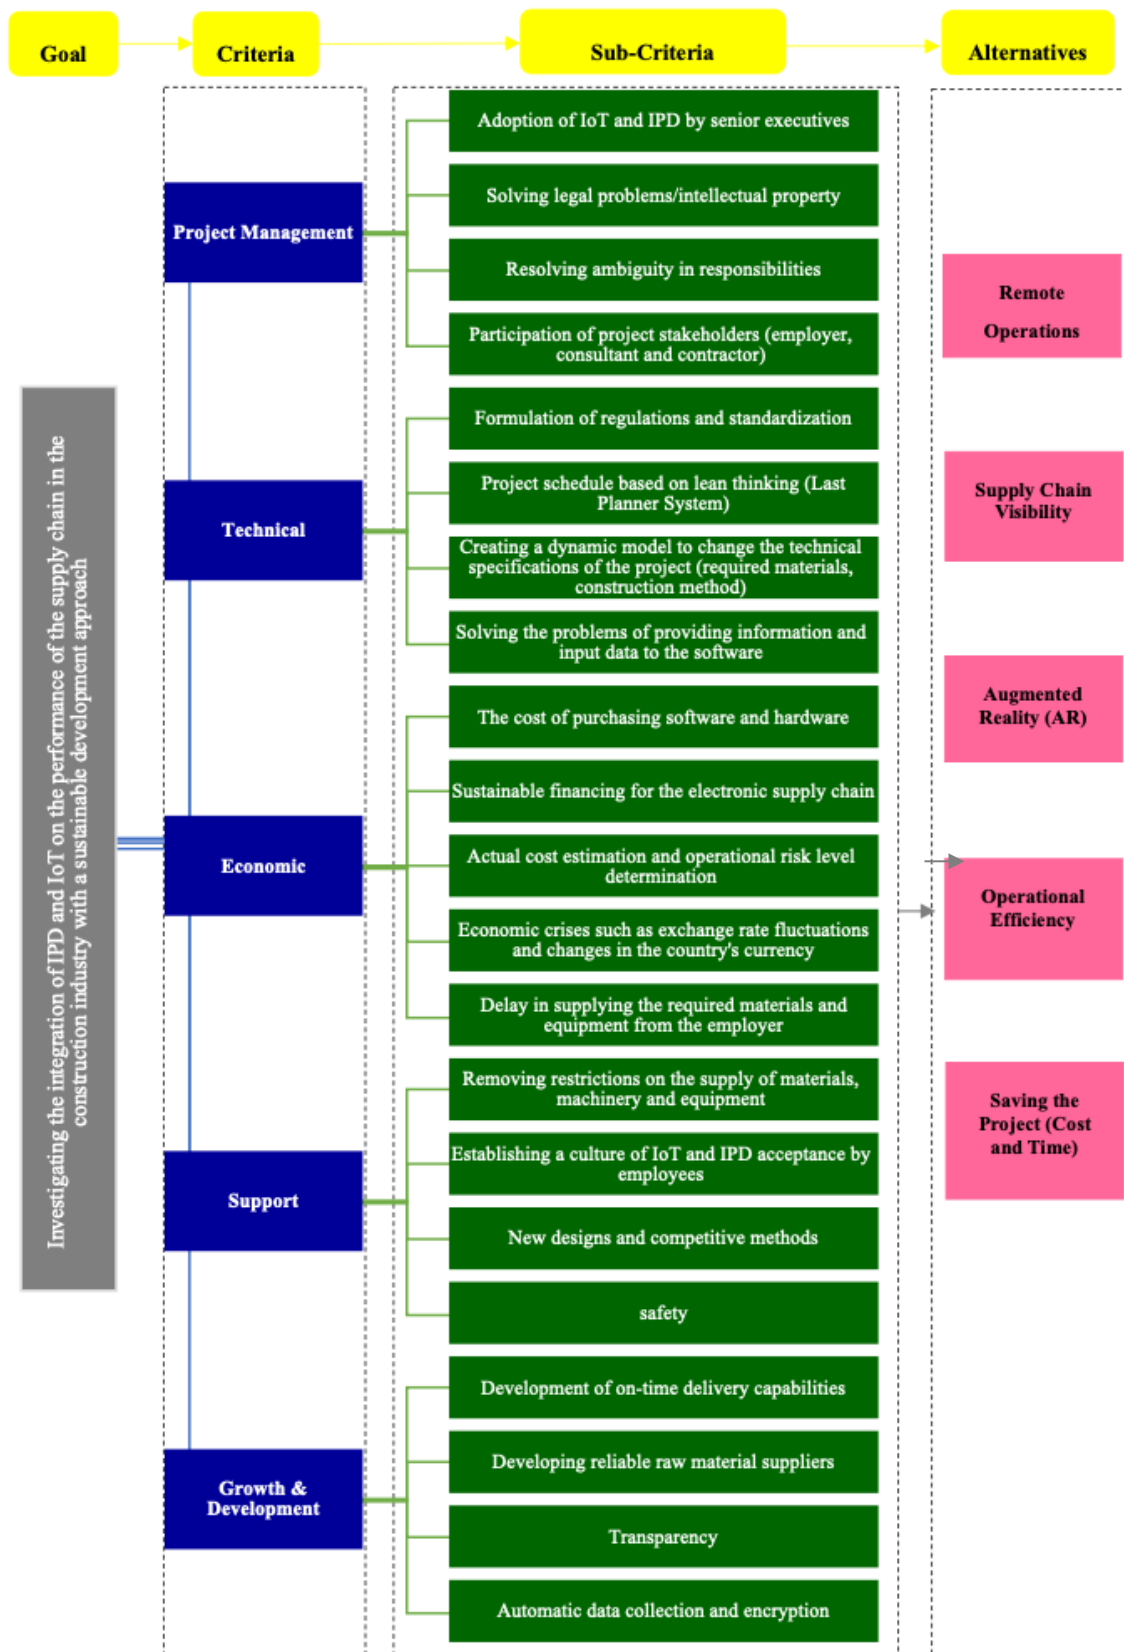 Goal
Criteria
Sub-Criteria
Alternatives
Investigating the integration of IPD and IoT on the performance of the supply chain in the
construction industry with a sustainable development approach
Project Management
Adoption of IoT and IPD by senior executives
Solving legal problems/intellectual property
Resolving ambiguity in responsibilities
Participation of project stakeholders (employer,
consultant and contractor)
Technical
Formulation of regulations and standardization
Project schedule based on lean thinking (Last
Planner System)
Creating a dynamic model to change the technical
specifications of the project (required materials,
construction method)
Solving the problems of providing information and
input data to the software
Economic
The cost of purchasing software and hardware
Sustainable financing for the electronic supply chain
Actual cost estimation and operational risk level
determination
Economic crises such as exchange rate fluctuations
and changes in the country's currency
Delay in supplying the required materials and
equipment from the employer
Support
Removing restrictions on the supply of materials,
machinery and equipment
Establishing a culture of IoT and IPD acceptance by
employees
New designs and competitive methods
safety
Growth &
Development
Development of on-time delivery capabilities
Developing reliable raw material suppliers
Transparency
Automatic data collection and encryption
Remote
Operations
Supply Chain
Visibility
Augmented
Reality (AR)
Operational
Efficiency
Saving the
Project (Cost
and Time)